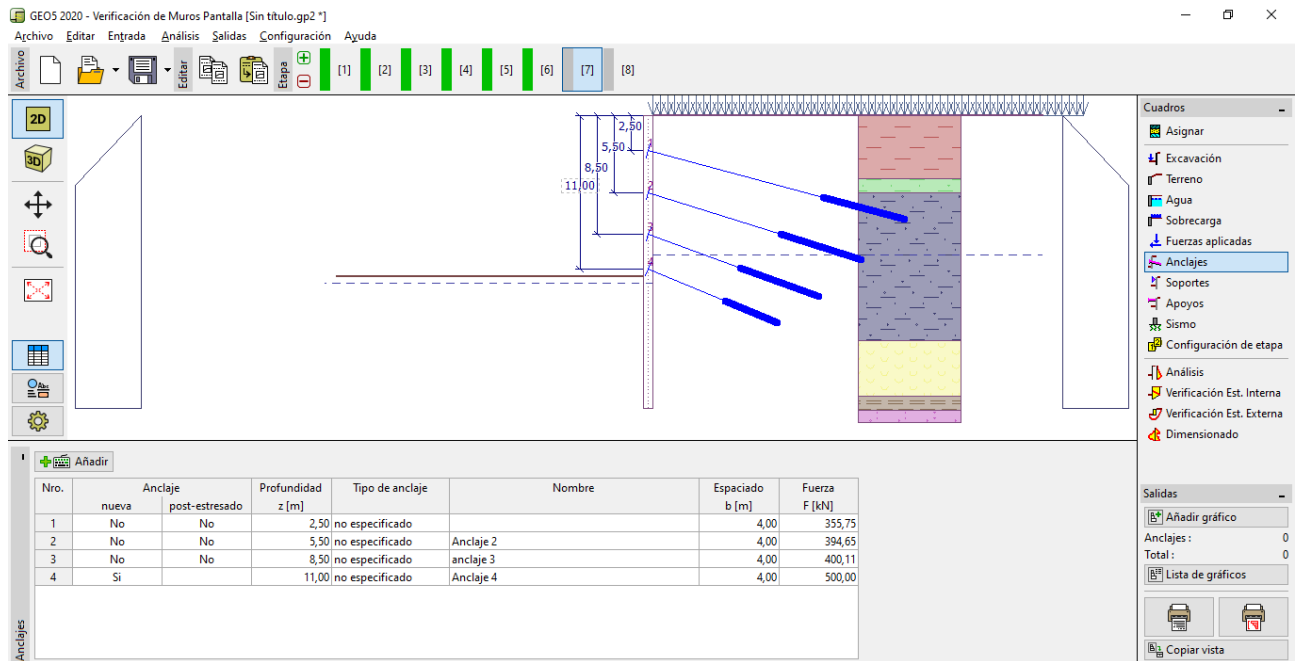 GEO5 2020 - Verificación de Muros Pantalla [Sin título.gp2 *]
Archivo Editar Entrada Análisis Salidas Configuración Ayuda
Archivo
Editar
Etapa
[1] [2] [3] [4] [5] [6] [7] [8]
2D
3D
2,50
5,50
8,50
11,00
1
2
3
4
Cuadros
Asignar
Excavación
Terreno
Agua
Sobrecarga
Fuerzas aplicadas
Anclajes
Soportes
Apoyos
Sismo
Configuración de etapa
Análisis
Verificación Est. Interna
Verificación Est. Externa
Dimensionado
Añadir
Nro. Anclaje Profundidad Tipo de anclaje Nombre Espaciado Fuerza
nueva post-estresado z [m] b [m] F [kN]
1 No No 2,50 no especificado 4,00 355,75
2 No No 5,50 no especificado Anclaje 2 4,00 394,65
3 No No 8,50 no especificado anclaje 3 4,00 400,11
4 Si 11,00 no especificado Anclaje 4 4,00 500,00
Anclajes
Salidas
Añadir gráfico
Anclajes : 0
Total : 0
Lista de gráficos
Copiar vista